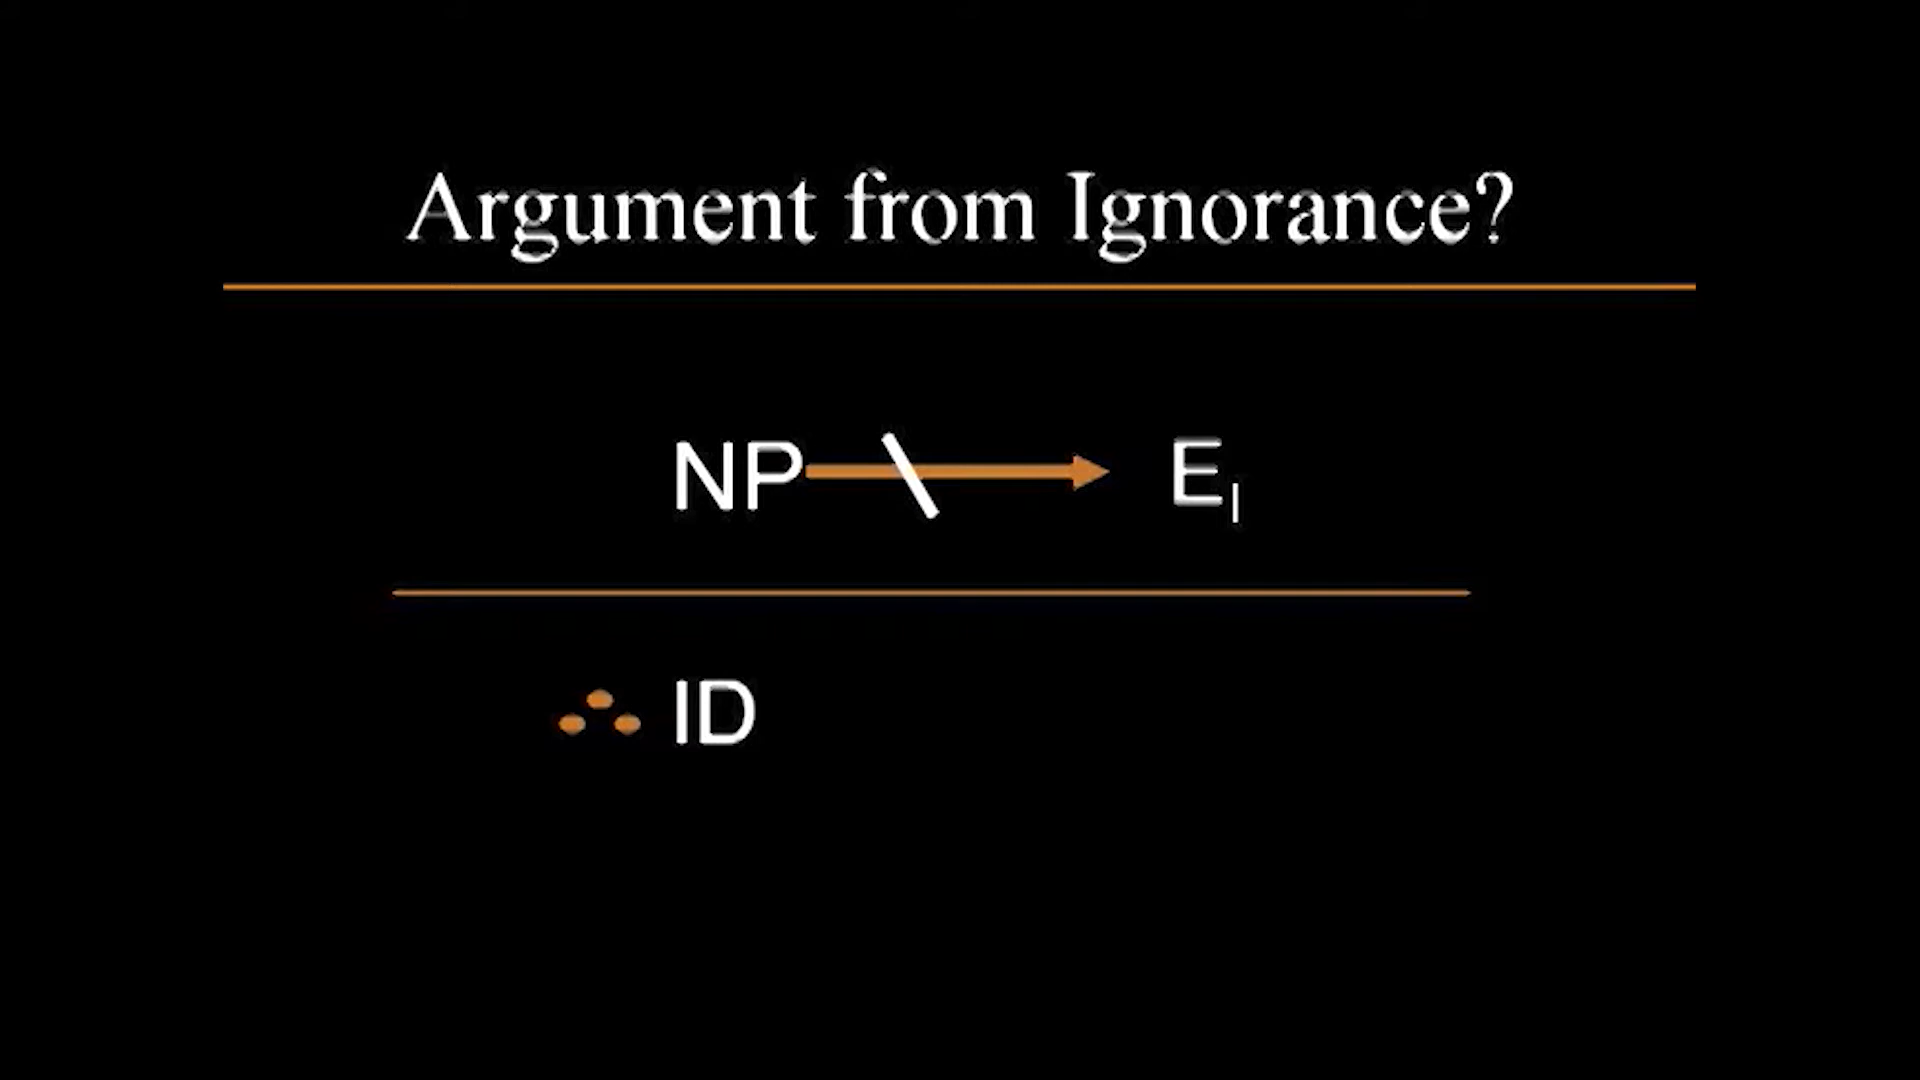 Argument from Ignorance?
NP E_I
∴ ID